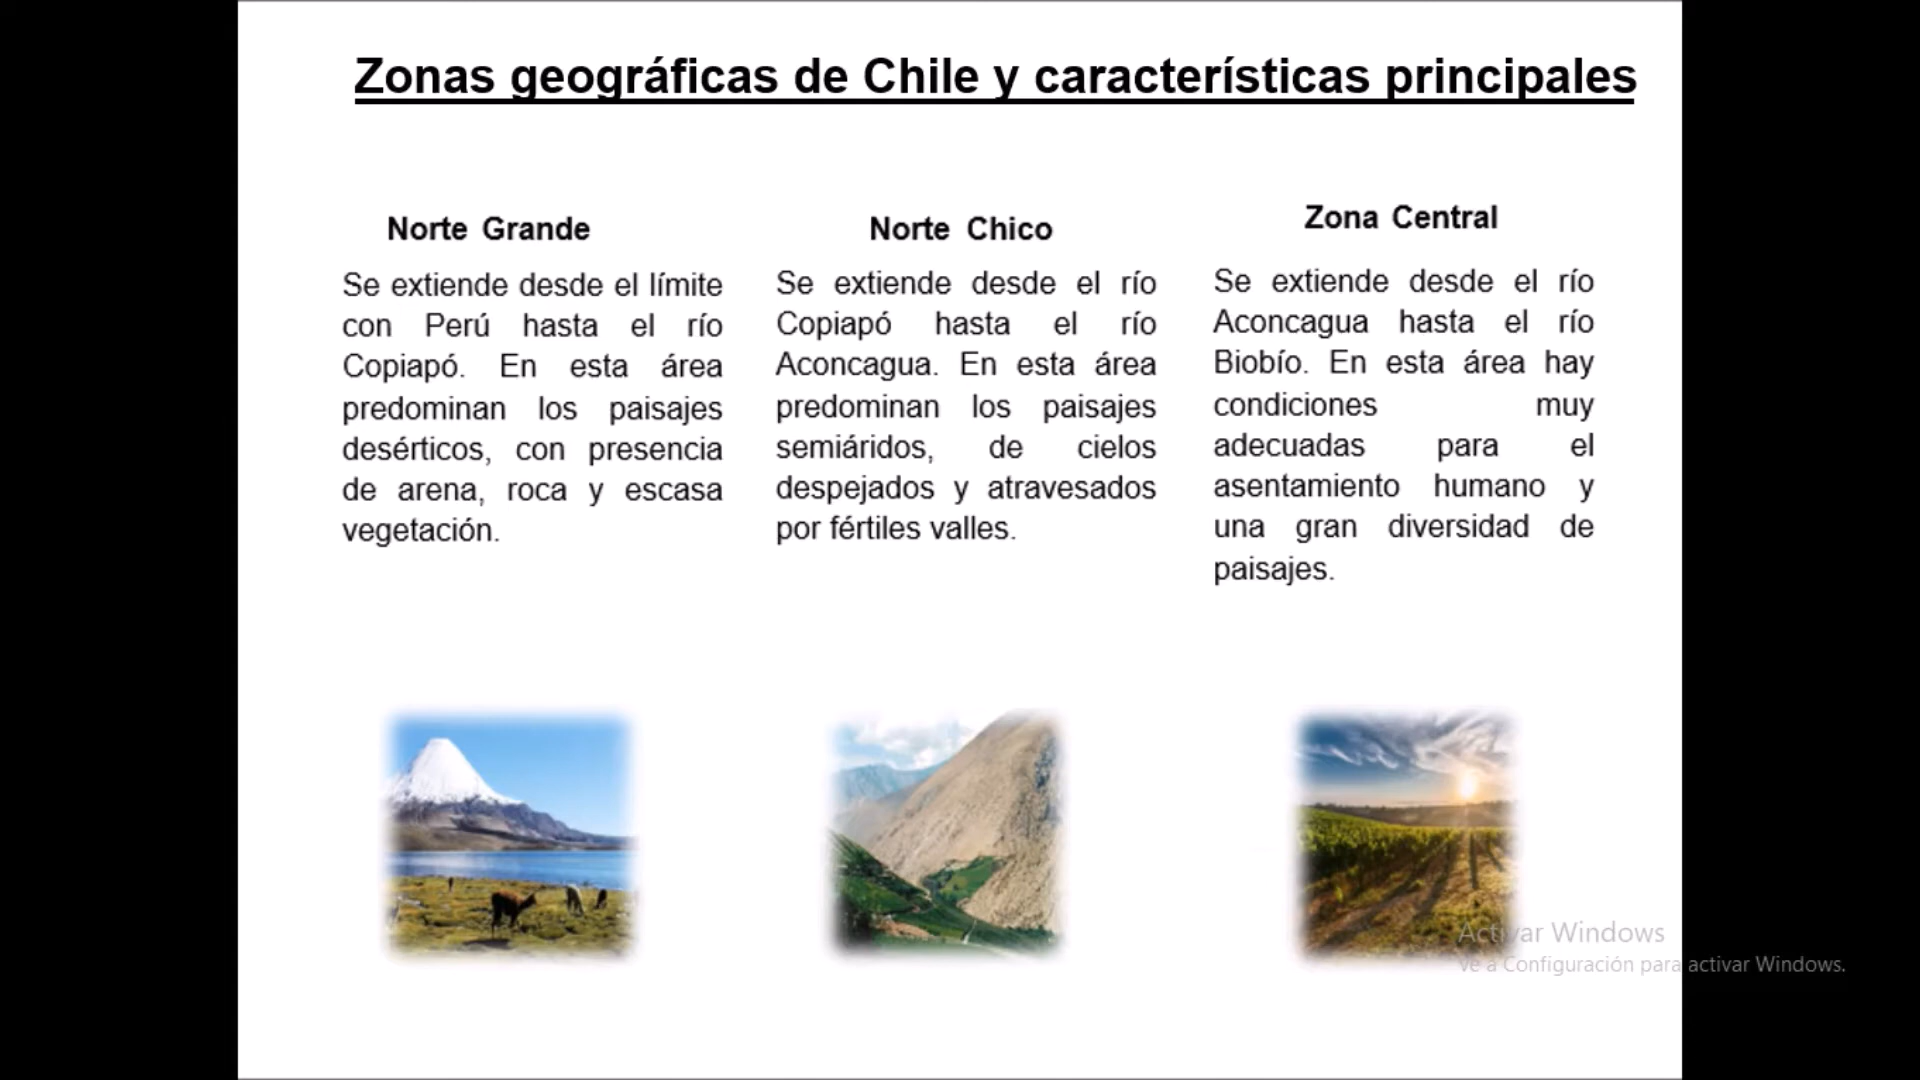 Zonas geográficas de Chile y características principales
Norte Grande
Se extiende desde el límite
con Perú hasta el río
Copiapó. En esta área
predominan los paisajes
desérticos, con presencia
de arena, roca y escasa
vegetación.
Norte Chico
Se extiende desde el río
Copiapó hasta el río
Aconcagua. En esta área
predominan los paisajes
semiáridos, de cielos
despejados y atravesados
por fértiles valles.
Zona Central
Se extiende desde el río
Aconcagua hasta el río
Biobío. En esta área hay
condiciones muy
adecuadas para el
asentamiento humano y
una gran diversidad de
paisajes.
Activar Windows
Ve a Configuración para activar Windows.